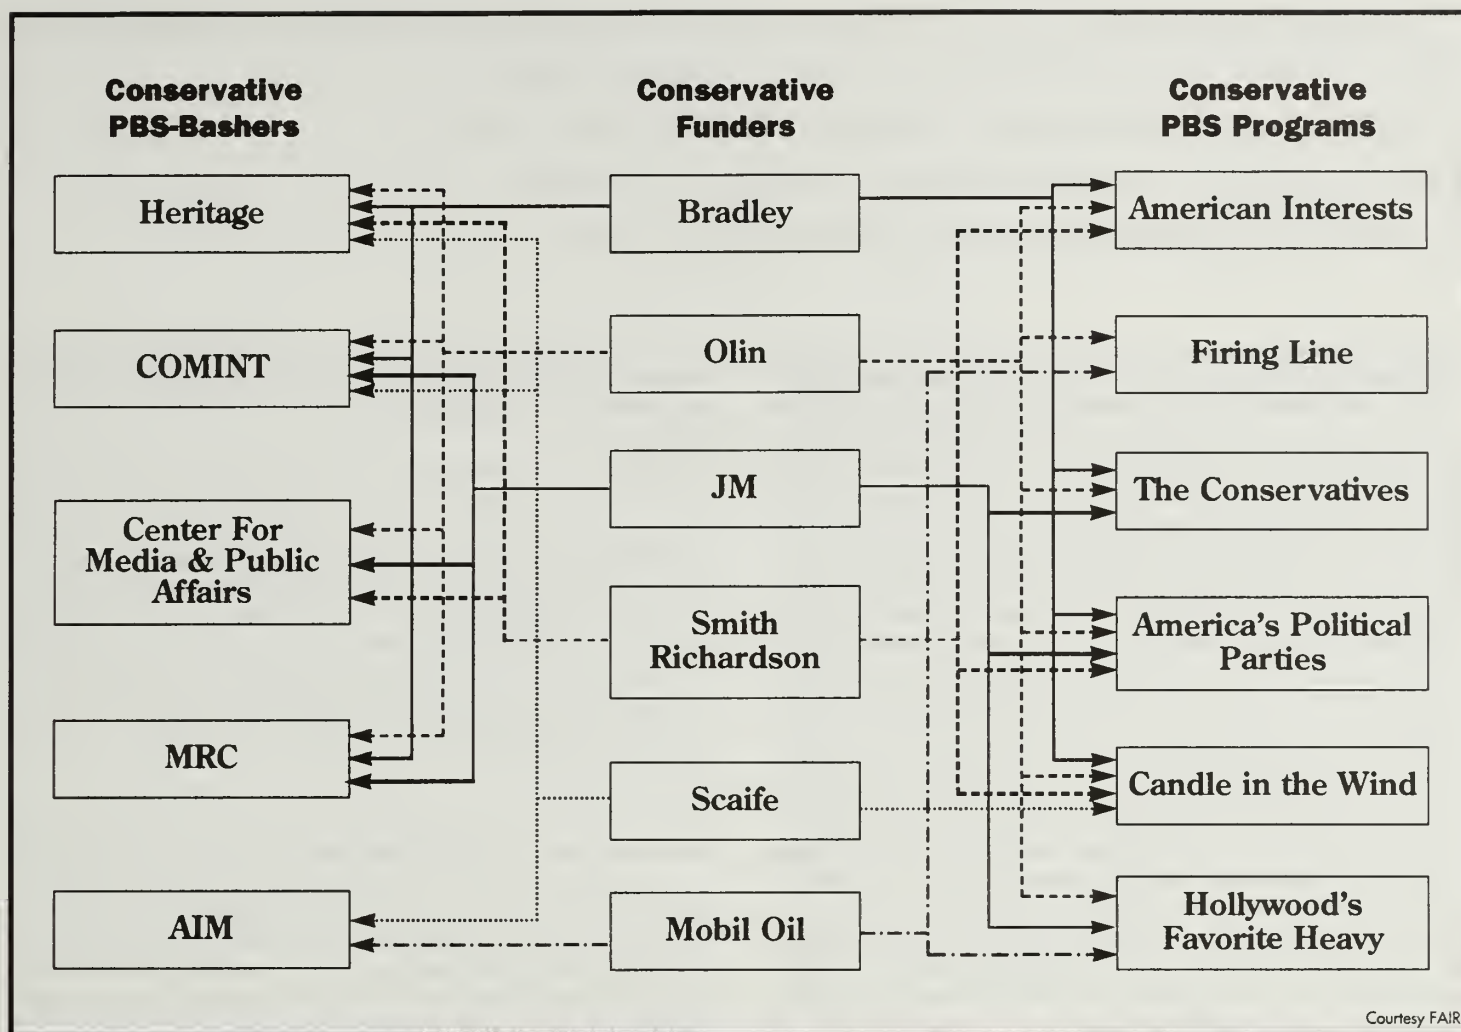 Conservative
PBS-Bashers
Conservative
Funders
Conservative
PBS Programs
Heritage
Bradley
American Interests
COMINT
Olin
Firing Line
JM
The Conservatives
Center For
Media & Public
Affairs
Smith
Richardson
America's Political
Parties
MRC
Scaife
Candle in the Wind
AIM
Mobil Oil
Hollywood's
Favorite Heavy
Courtesy FAIR